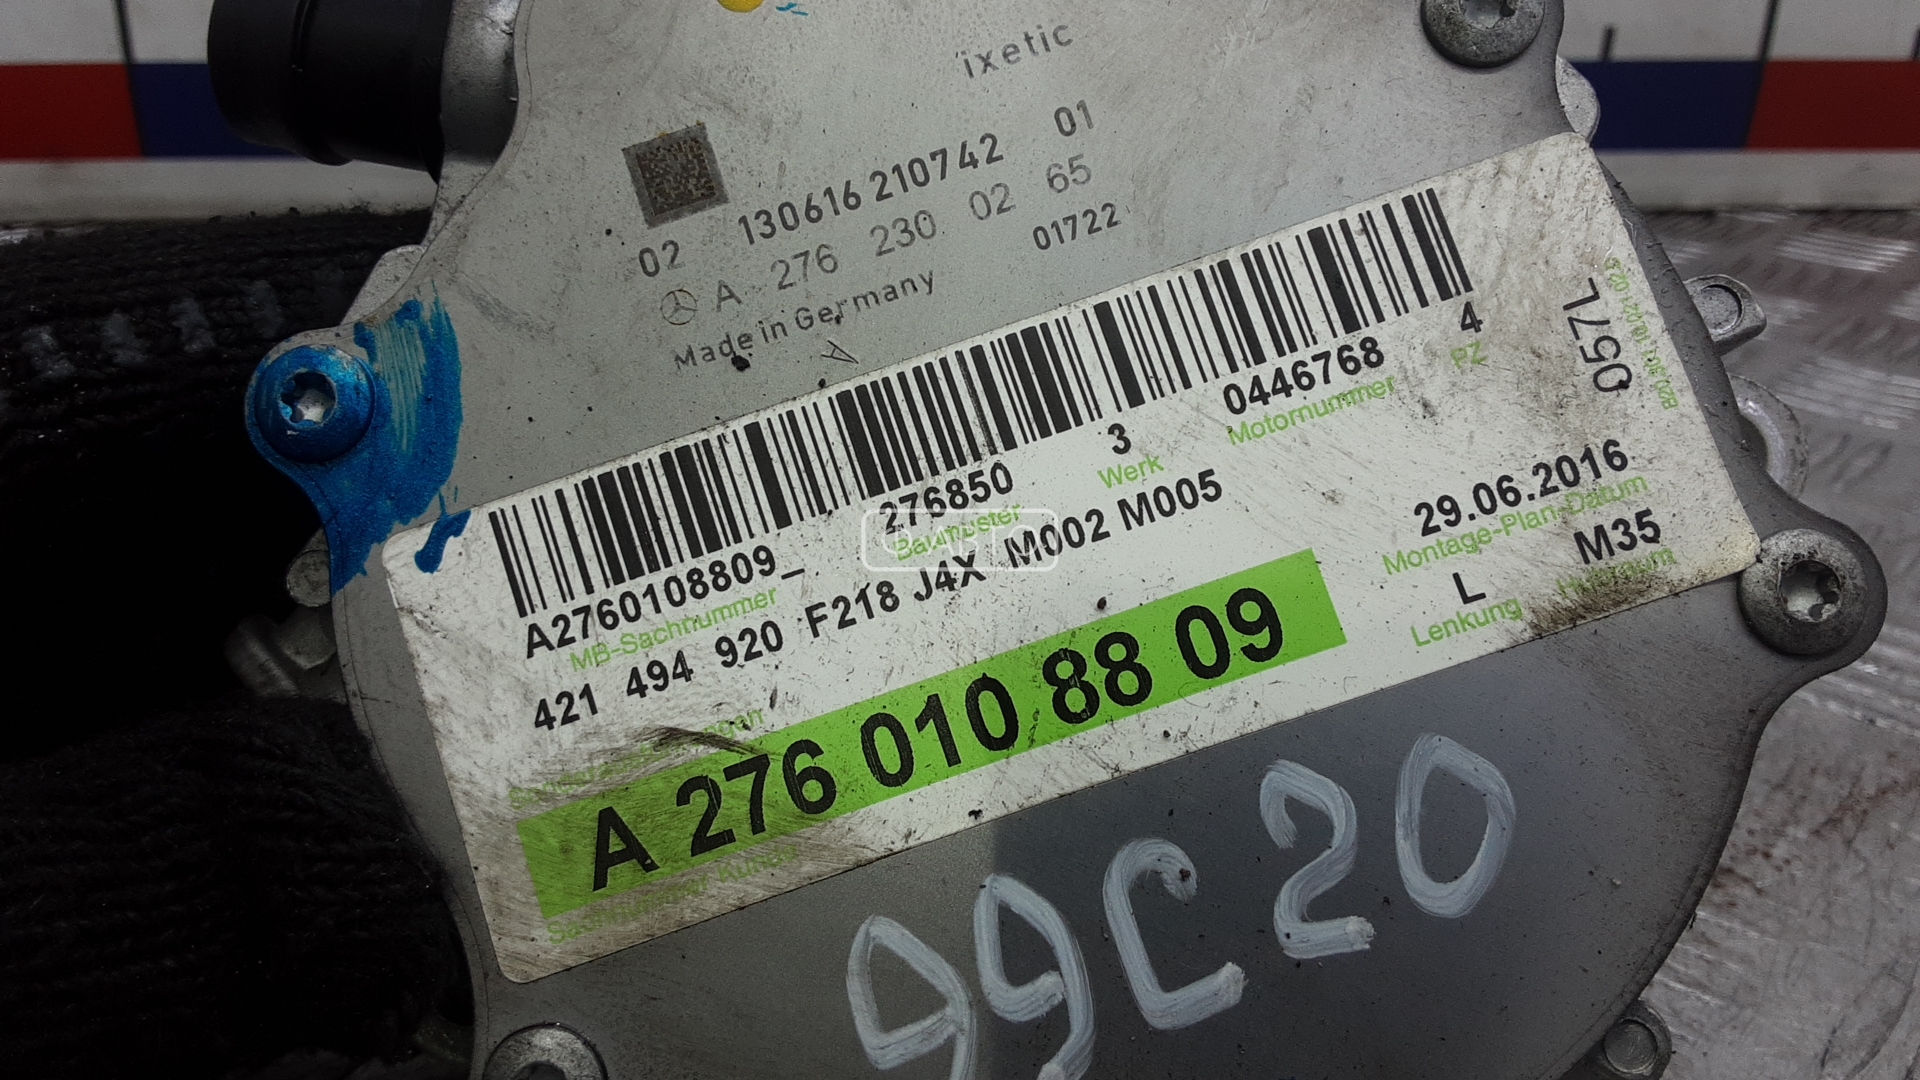 ixetic
02 130616 210742 01
A 276 230 02 65
Made in Germany 01722
A
A2760108809_ 276850 3 0446768 4
MB-Sachnummer Baumuster Werk Motornummer PZ
057L
421 494 920 F218 J4X M002 M005
29.06.2016
Montage-Plan-Datum
L M35
Lenkung
A 276 010 88 09
99C20